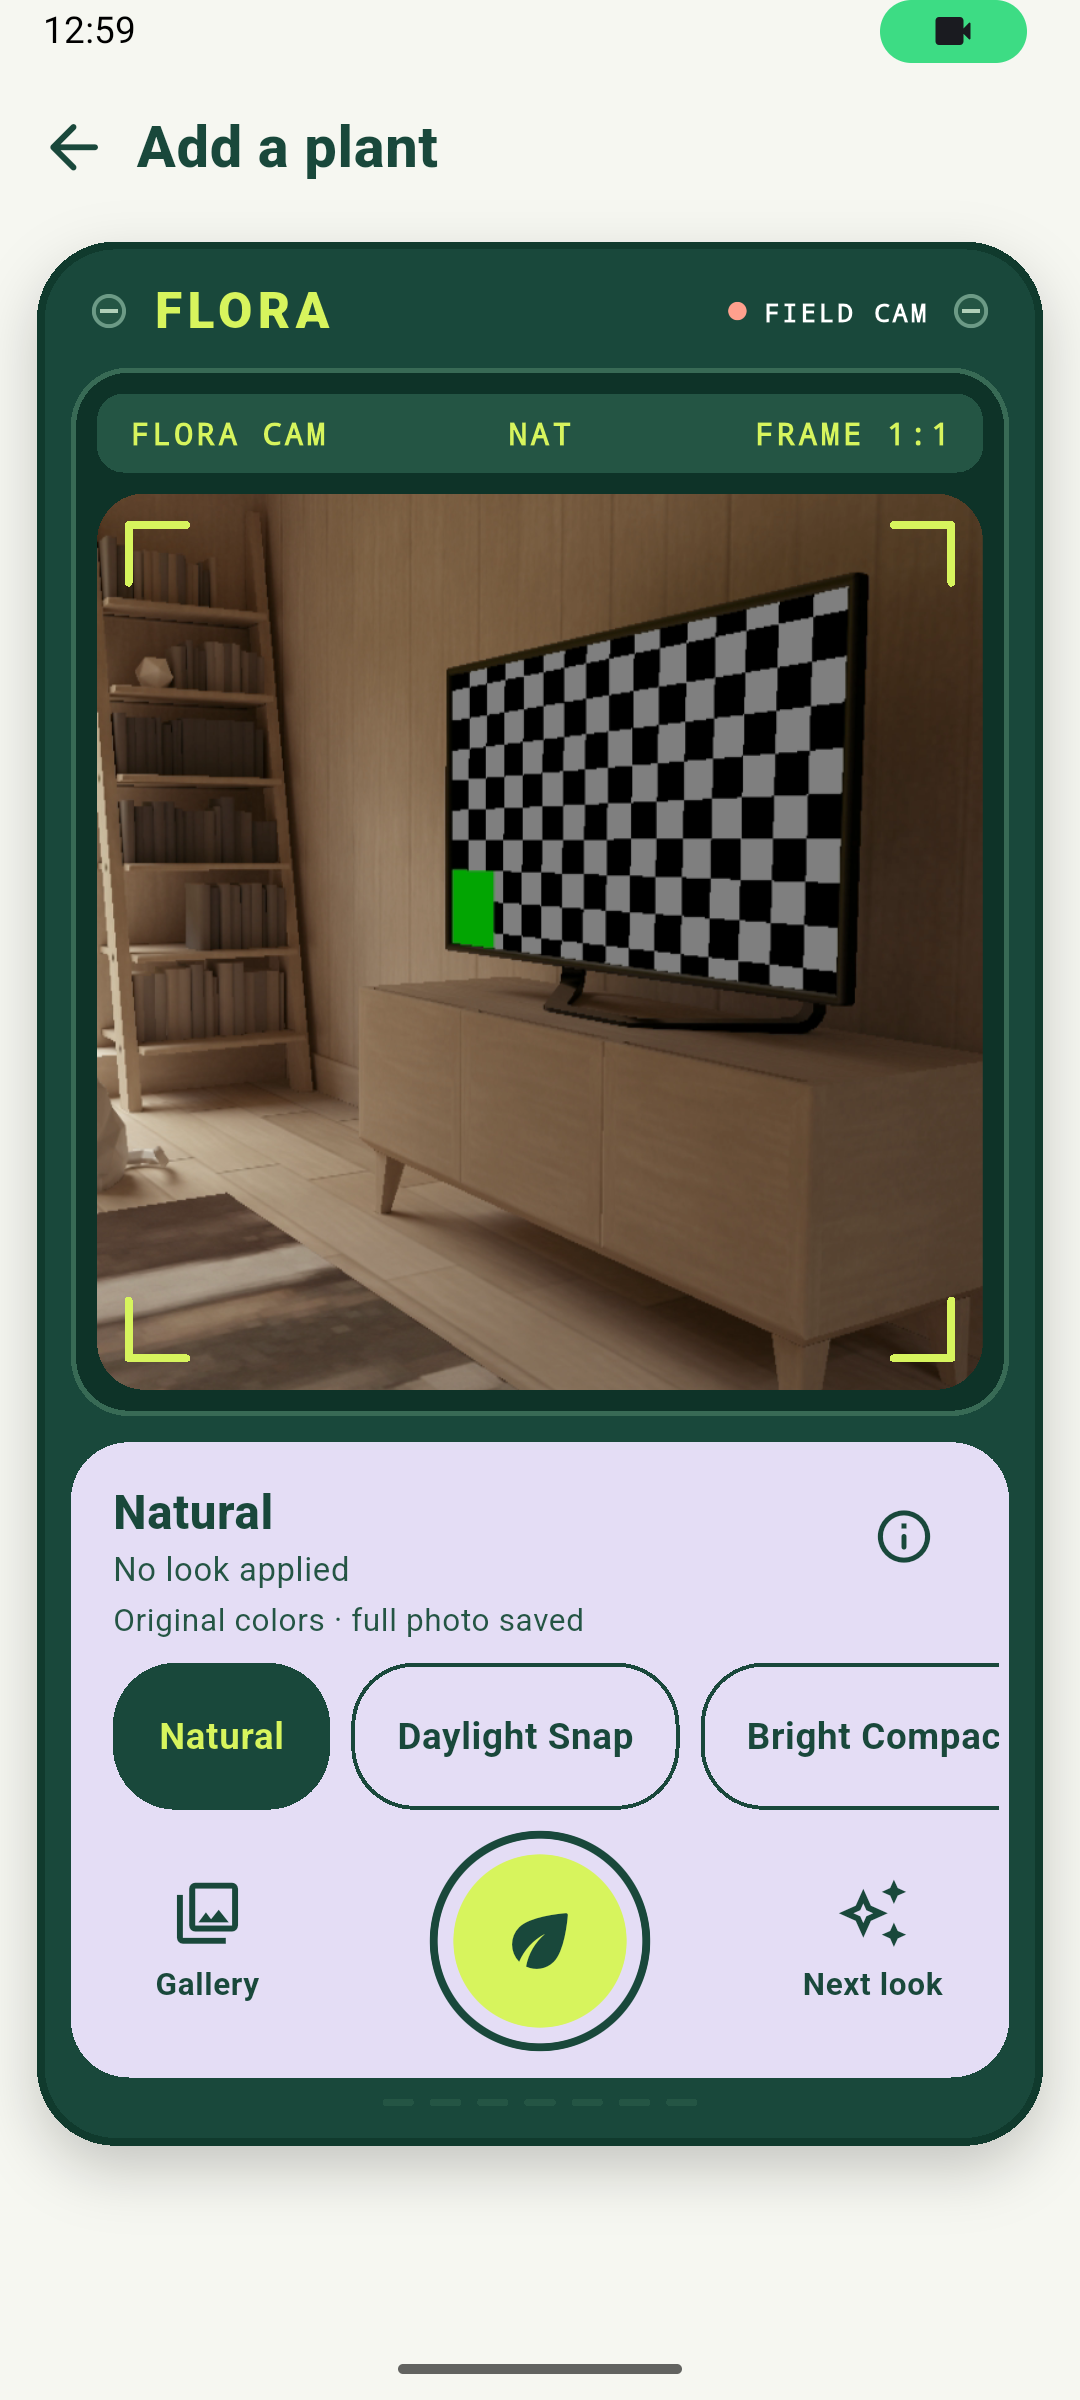 12:59
Add a plant
FLORA
FIELD CAM
FLORA CAM NAT FRAME 1:1
Natural
No look applied
Original colors · full photo saved
Natural Daylight Snap Bright Compac
Gallery Next look